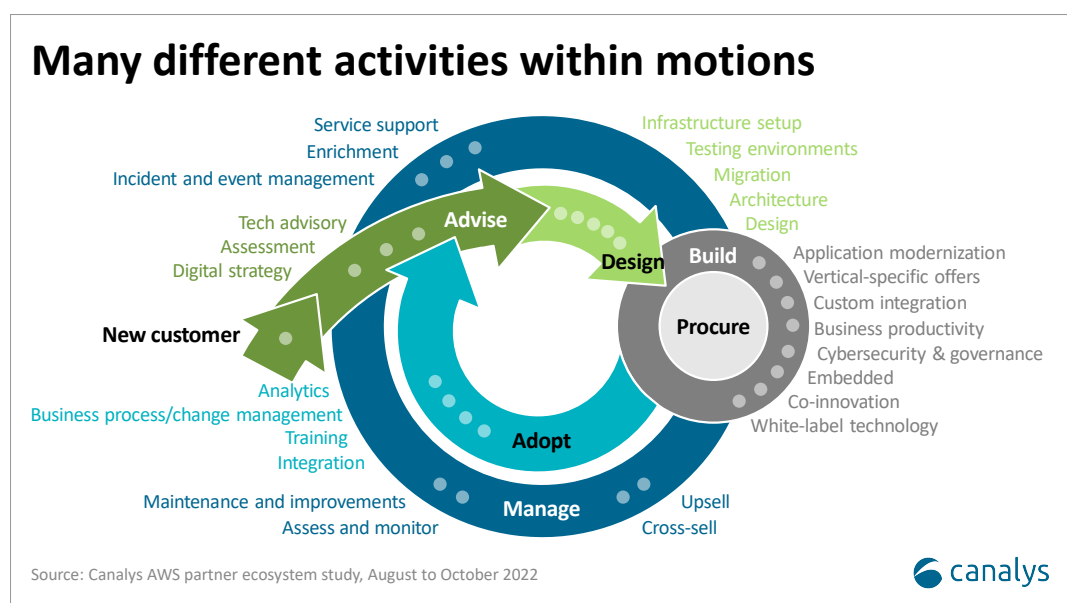 Many different activities within motions
Service support
Enrichment
Incident and event management
Tech advisory
Assessment
Digital strategy
New customer
Analytics
Business process/change management
Training
Integration
Maintenance and improvements
Assess and monitor
Advise
Design
Build
Procure
Adopt
Manage
Infrastructure setup
Testing environments
Migration
Architecture
Design
Application modernization
Vertical-specific offers
Custom integration
Business productivity
Cybersecurity & governance
Embedded
Co-innovation
White-label technology
Upsell
Cross-sell
Source: Canalys AWS partner ecosystem study, August to October 2022
canalys